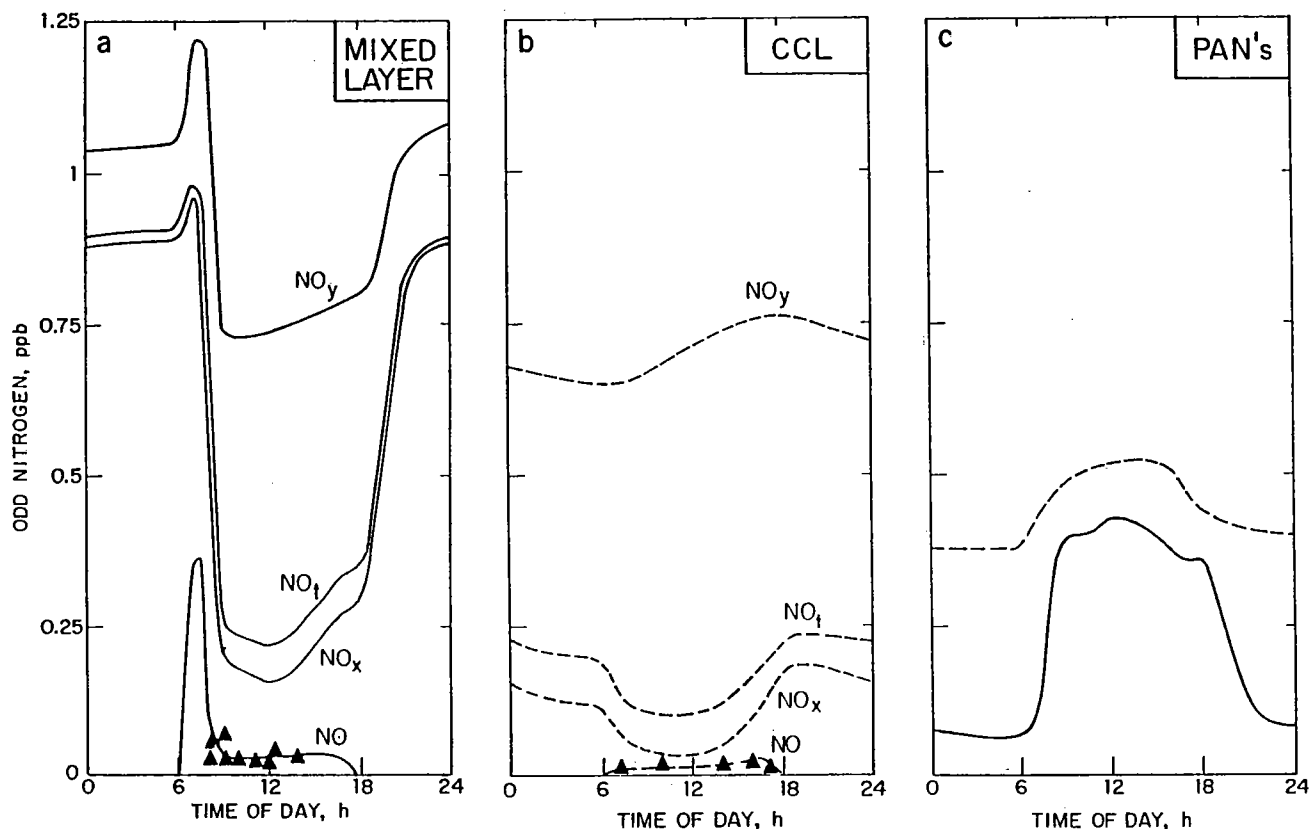 a
MIXED
LAYER
b
CCL
c
PAN's
1.25
1
0.75
0.5
0.25
0
ODD NITROGEN, ppb
NOy
NOt
NOx
NO
NOy
NOt
NOx
NO
0 6 12 18 24
TIME OF DAY, h
6 12 18 24
TIME OF DAY, h
0 6 12 18 24
TIME OF DAY, h